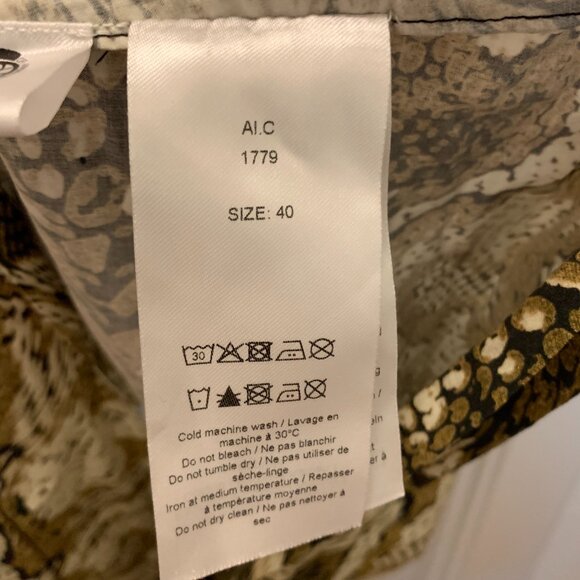 AI.C
1779
SIZE: 40
30
Cold machine wash / Lavage en
machine à 30°C
Do not bleach / Ne pas blanchir
Do not tumble dry / Ne pas utiliser de
sèche-linge
Iron at medium temperature / Repasser
à température moyenne
Do not dry clean / Ne pas nettoyer à
sec